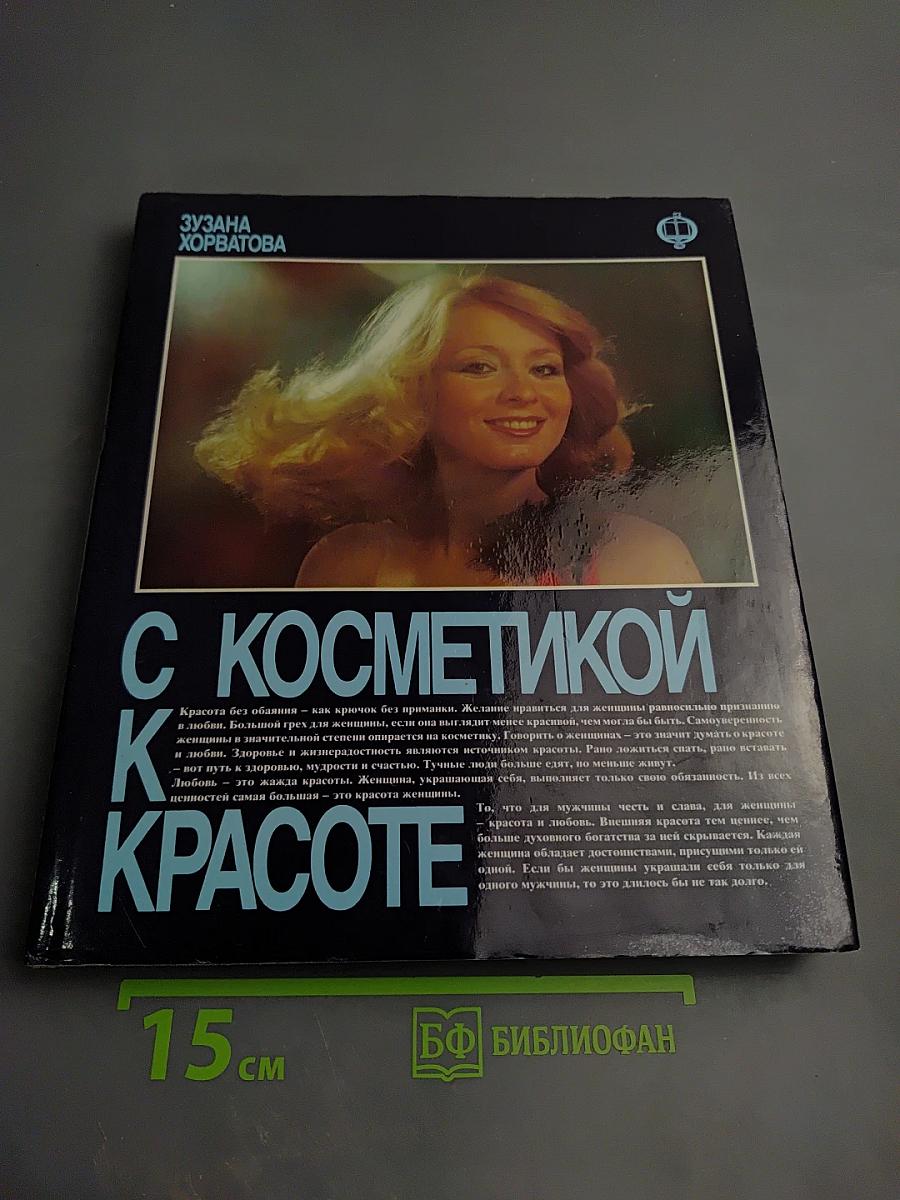 ЗУЗАНА
ХОРВАТОВА
С КОСМЕТИКОЙ
К
Красота без обаяния – как крючок без приманки. Желание нравиться для женщины равносильно признанию
в любви. Большой грех для женщины, если она выглядит менее красивой, чем могла бы быть. Самоуверенность
женщины в значительной степени опирается на косметику. Говорить о женщинах – это значит думать о красоте
и любви. Здоровье и жизнерадостность являются источником красоты. Рано ложиться спать, рано вставать
– вот путь к здоровью, мудрости и счастью. Тучные люди больше едят, но меньше живут.
Любовь – это жажда красоты. Женщина, украшающая себя, выполняет только свою обязанность. Из всех
ценностей самая большая – это красота женщины.
КРАСОТЕ
То, что для мужчины честь и слава, для женщины
– красота и любовь. Внешняя красота тем ценнее, чем
больше духовного богатства за ней скрывается. Каждая
женщина обладает достоинствами, присущими только ей
одной. Если бы женщины украшали себя только для
одного мужчины, то это длилось бы не так долго.
15 см
БФ БИБЛИОФАН